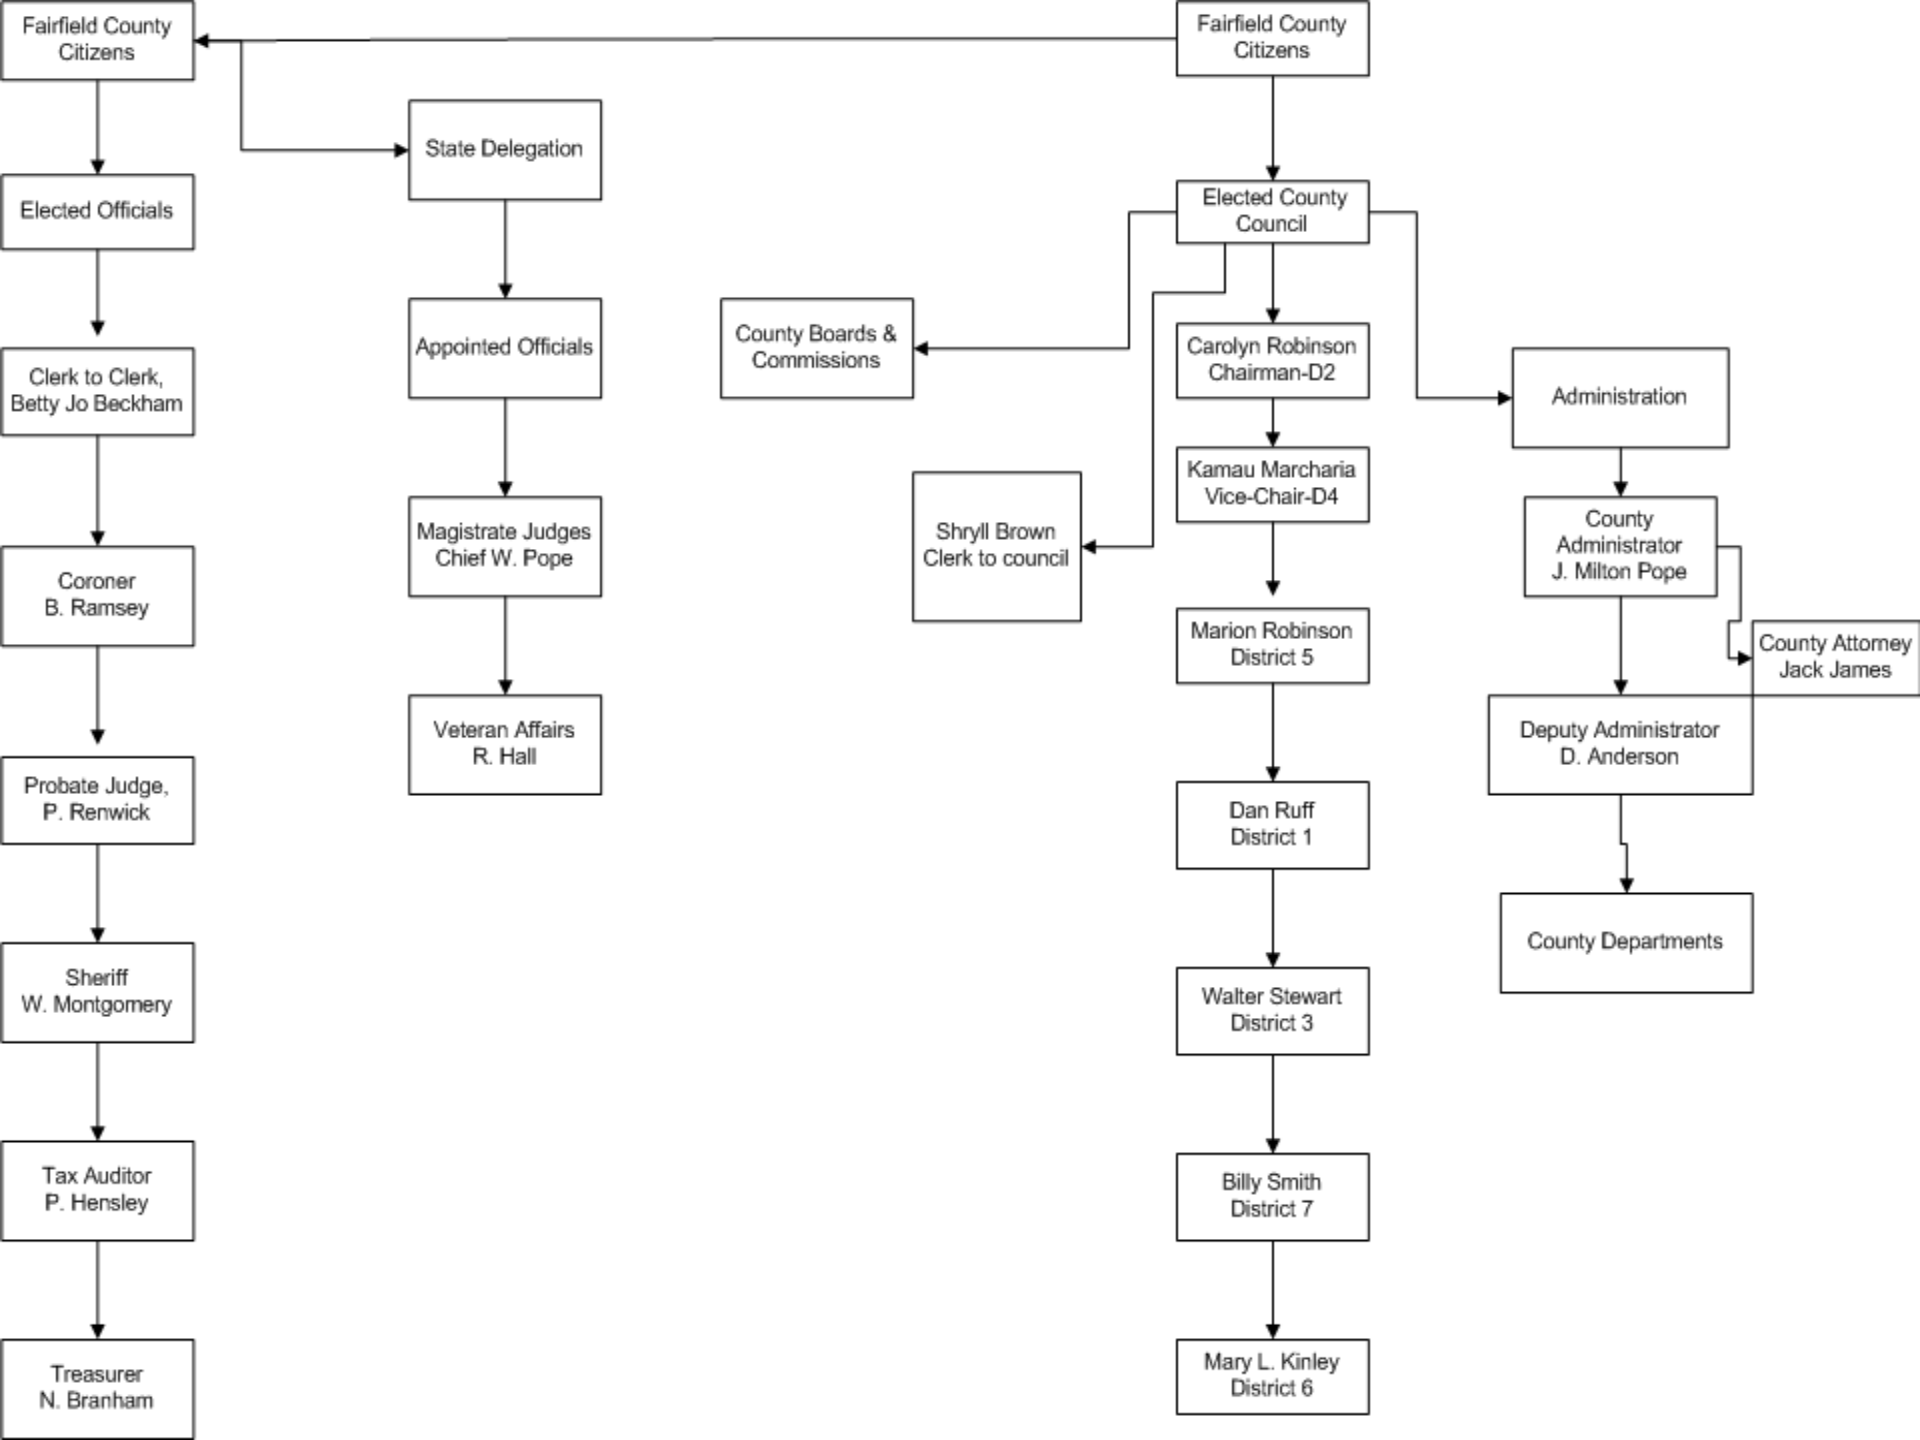 Fairfield County
Citizens
Fairfield County
Citizens
State Delegation
Elected Officials
Elected County
Council
Appointed Officials
County Boards &
Commissions
Carolyn Robinson
Chairman-D2
Clerk to Clerk,
Betty Jo Beckham
Administration
Kamau Marcharia
Vice-Chair-D4
Magistrate Judges
Chief W. Pope
Shryll Brown
Clerk to council
County
Administrator
J. Milton Pope
Coroner
B. Ramsey
Marion Robinson
District 5
County Attorney
Jack James
Veteran Affairs
R. Hall
Deputy Administrator
D. Anderson
Probate Judge,
P. Renwick
Dan Ruff
District 1
County Departments
Sheriff
W. Montgomery
Walter Stewart
District 3
Tax Auditor
P. Hensley
Billy Smith
District 7
Treasurer
N. Branham
Mary L. Kinley
District 6